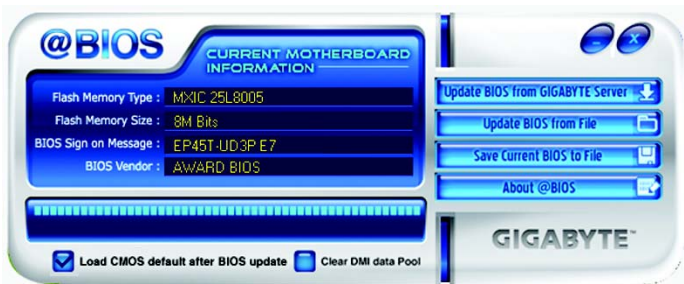 @BIOS
CURRENT MOTHERBOARD
INFORMATION
Flash Memory Type : MXIC 25L8005
Flash Memory Size : 8M Bits
BIOS Sign on Message : EP45T-UD3P E7
BIOS Vendor : AWARD BIOS
Load CMOS default after BIOS update
Clear DMI data Pool
Update BIOS from GIGABYTE Server
Update BIOS from File
Save Current BIOS to File
About @BIOS
GIGABYTE™